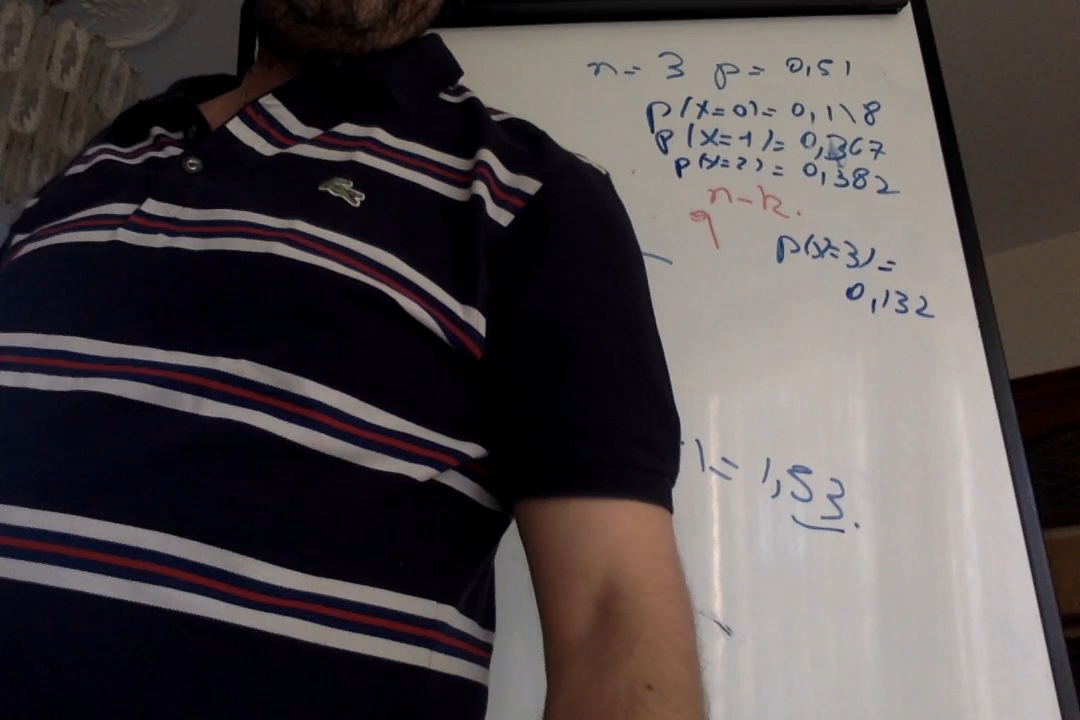 n = 3 p = 0,51
p(X=0) = 0,118
p(X=1) = 0,367
p(X=2) = 0,382
q n-k.
p(X=3) =
0,132
) = 1,53.